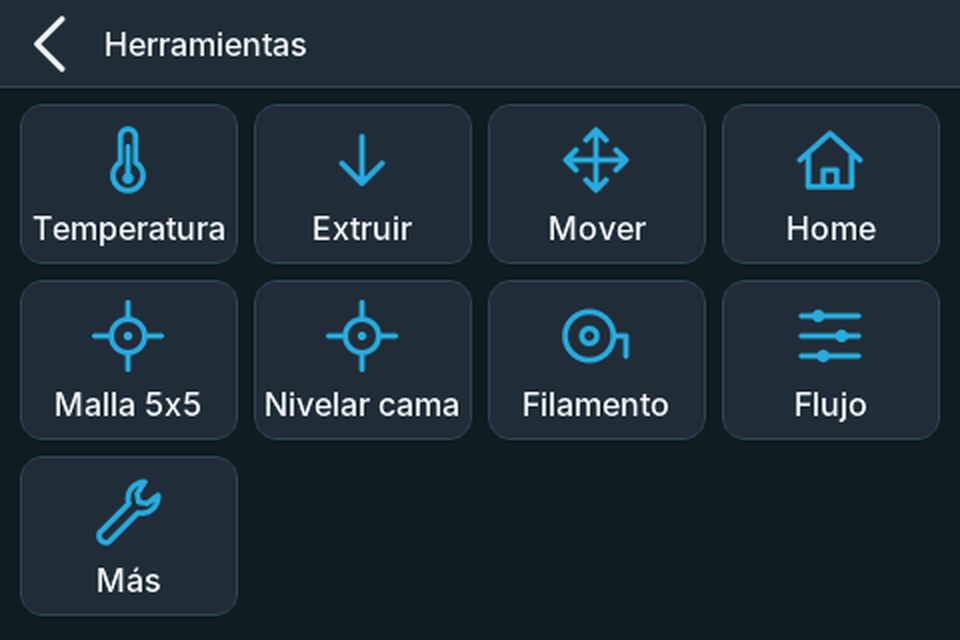 Herramientas
Temperatura
Extruir
Mover
Home
Malla 5x5
Nivelar cama
Filamento
Flujo
Más